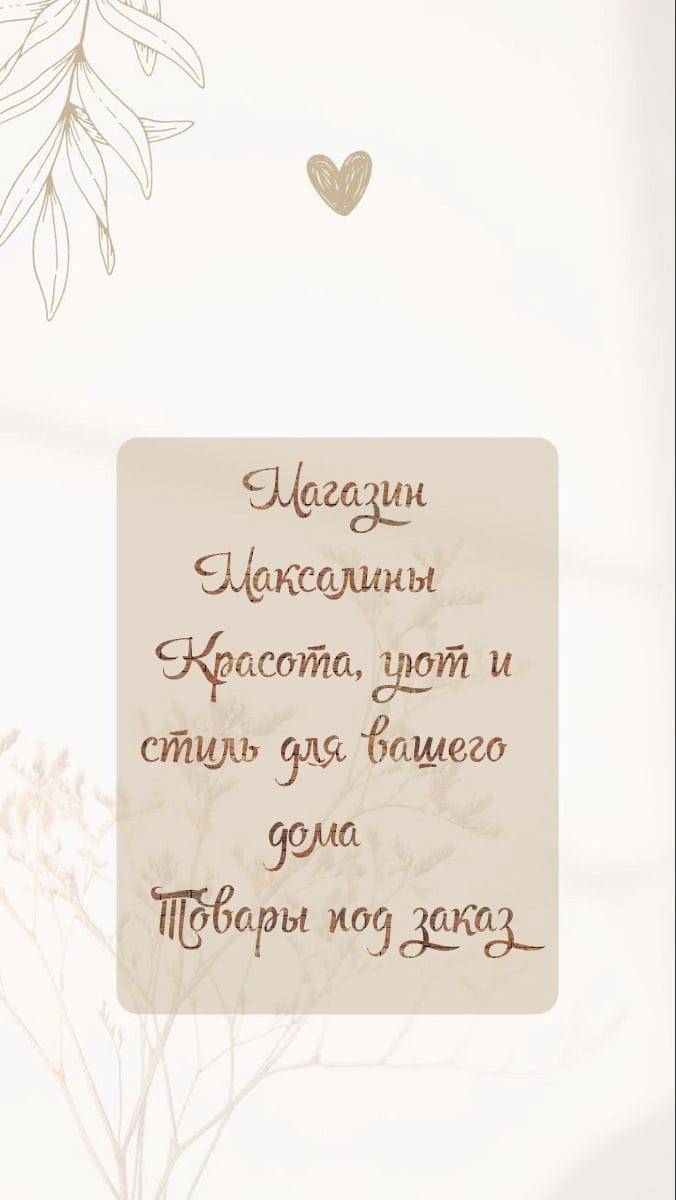 Магазин
Максалины
Красота, уют и
стиль для вашего
дома
Товары под заказ